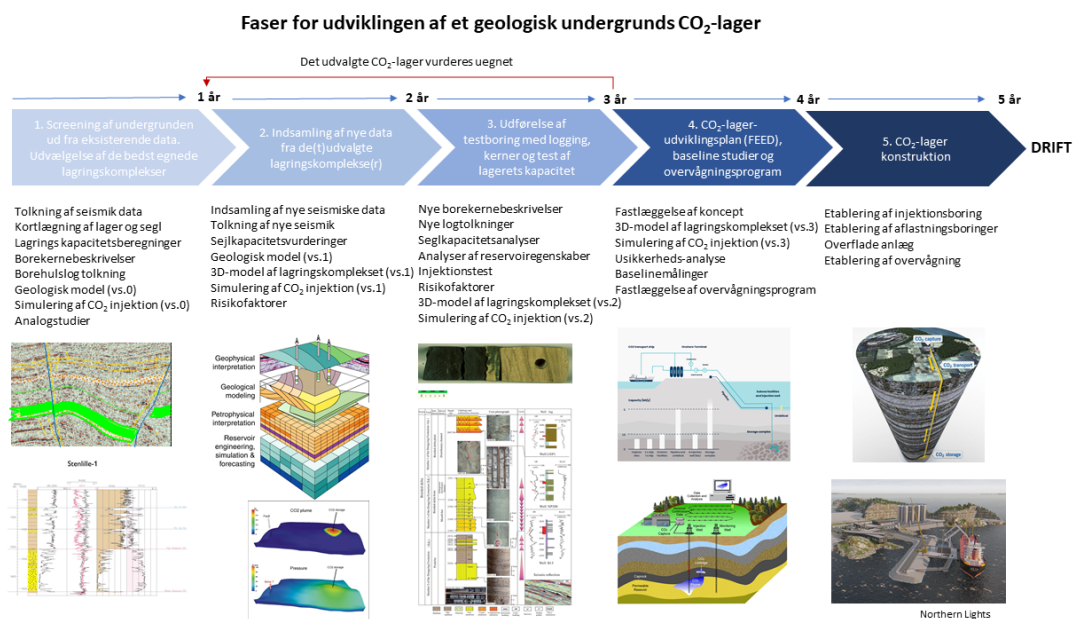 Faser for udviklingen af et geologisk undergrunds CO₂-lager
Det udvalgte CO₂-lager vurderes uegnet
1 år
2 år
3 år
4 år
5 år
1. Screening af undergrunden
ud fra eksisterende data.
Udvælgelse af de bedst egnede
lagringskomplekser
2. Indsamling af nye data
fra de(t)udvalgte
lagringskomplekse(r)
3. Udførelse af
testboring med logging,
kerner og test af
lagerets kapacitet
4. CO₂-lager-
udviklingsplan (FEED),
baseline studier og
overvågningsprogram
5. CO₂-lager
konstruktion
DRIFT
Tolkning af seismik data
Kortlægning af lager og segl
Lagrings kapacitetsberegninger
Borekernebeskrivelser
Borehulslog tolkning
Geologisk model (vs.0)
Simulering af CO₂ injektion (vs.0)
Analogstudier
Indsamling af nye seismiske data
Tolkning af nye seismik
Sejlkapacitetsvurderinger
Geologisk model (vs.1)
3D-model af lagringskomplekset (vs.1)
Simulering af CO₂ injektion (vs.1)
Risikofaktorer
Nye borekernebeskrivelser
Nye logtolkninger
Seglkapacitetsanalyser
Analyser af reservoiregenskaber
Injektionstest
Risikofaktorer
3D-model af lagringskomplekset (vs.2)
Simulering af CO₂ injektion (vs.2)
Fastlæggelse af koncept
3D-model af lagringskomplekset (vs.3)
Simulering af CO₂ injektion (vs.3)
Usikkerheds-analyse
Baselinemålinger
Fastlæggelse af overvågningsprogram
Etablering af injektionsboring
Etablering af aflastningsboringer
Overflade anlæg
Etablering af overvågning
Stenlille-1
Geophysical
interpretation
Geological
modeling
Petrophysical
interpretation
Reservoir
engineering,
simulation &
forecasting
CO2 plume
Pressure
CO₂ capture
CO₂ transport
CO₂ storage
Northern Lights